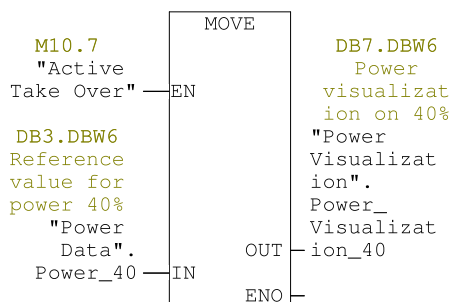 MOVE
M10.7
"Active
Take Over"
EN
DB3.DBW6
Reference
value for
power 40%
"Power
Data".
Power_40
IN
DB7.DBW6
Power
visualizat
ion on 40%
"Power
Visualizat
ion".
Power_
Visualizat
ion_40
OUT
ENO